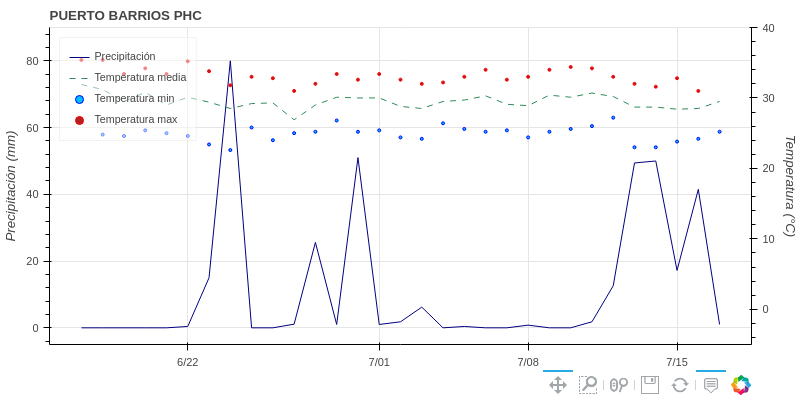 PUERTO BARRIOS PHC
Precipitación
Temperatura media
Temperatura min
Temperatura max
80
60
40
20
0
Precipitación (mm)
40
30
20
10
0
Temperatura (°C)
6/22
7/01
7/08
7/15